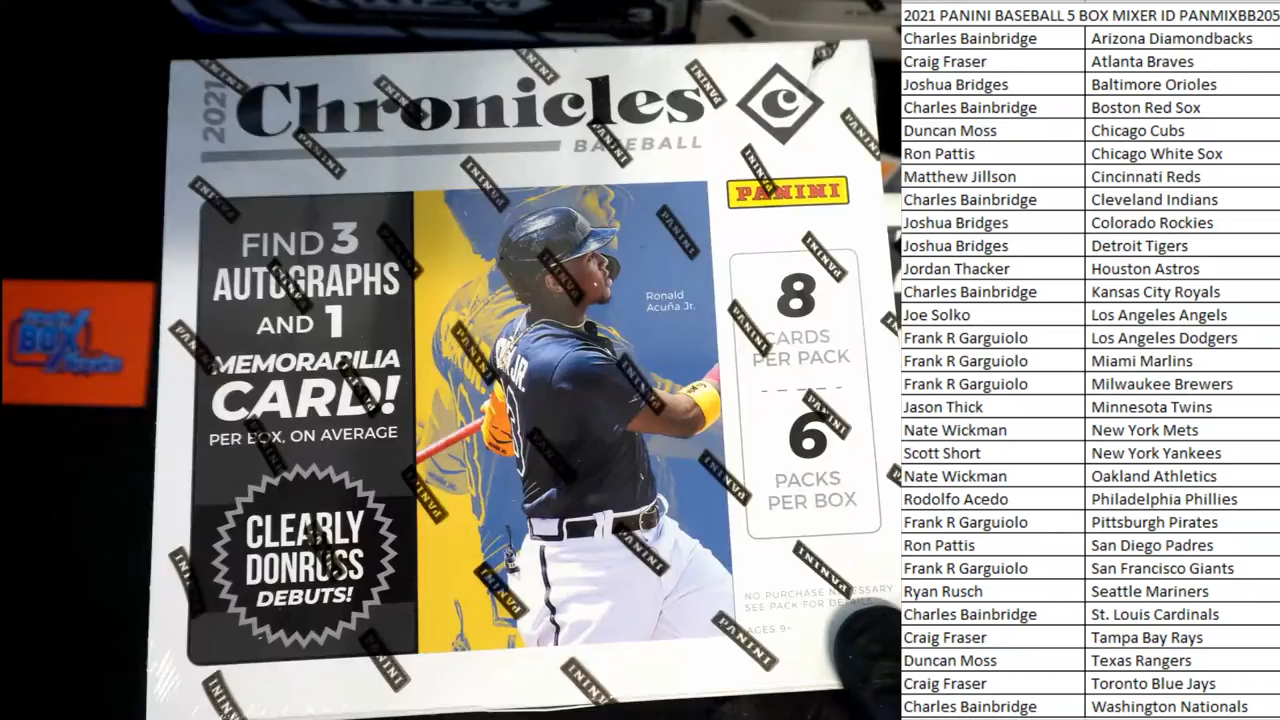 2021
Chronicles
BASEBALL
C
PANINI
FIND 3
AUTOGRAPHS
AND 1
MEMORABILIA
CARD!
PER BOX, ON AVERAGE
CLEARLY
DONRUSS
DEBUTS!
Ronald
Acuña Jr.
8
CARDS
PER PACK
6
PACKS
PER BOX
NO PURCHASE NECESSARY
SEE PACK FOR DETAILS
AGES 9+
BOX
2021 PANINI BASEBALL 5 BOX MIXER ID PANMIXBB205
Charles Bainbridge Arizona Diamondbacks
Craig Fraser Atlanta Braves
Joshua Bridges Baltimore Orioles
Charles Bainbridge Boston Red Sox
Duncan Moss Chicago Cubs
Ron Pattis Chicago White Sox
Matthew Jillson Cincinnati Reds
Charles Bainbridge Cleveland Indians
Joshua Bridges Colorado Rockies
Joshua Bridges Detroit Tigers
Jordan Thacker Houston Astros
Charles Bainbridge Kansas City Royals
Joe Solko Los Angeles Angels
Frank R Garguiolo Los Angeles Dodgers
Frank R Garguiolo Miami Marlins
Frank R Garguiolo Milwaukee Brewers
Jason Thick Minnesota Twins
Nate Wickman New York Mets
Scott Short New York Yankees
Nate Wickman Oakland Athletics
Rodolfo Acedo Philadelphia Phillies
Frank R Garguiolo Pittsburgh Pirates
Ron Pattis San Diego Padres
Frank R Garguiolo San Francisco Giants
Ryan Rusch Seattle Mariners
Charles Bainbridge St. Louis Cardinals
Craig Fraser Tampa Bay Rays
Duncan Moss Texas Rangers
Craig Fraser Toronto Blue Jays
Charles Bainbridge Washington Nationals